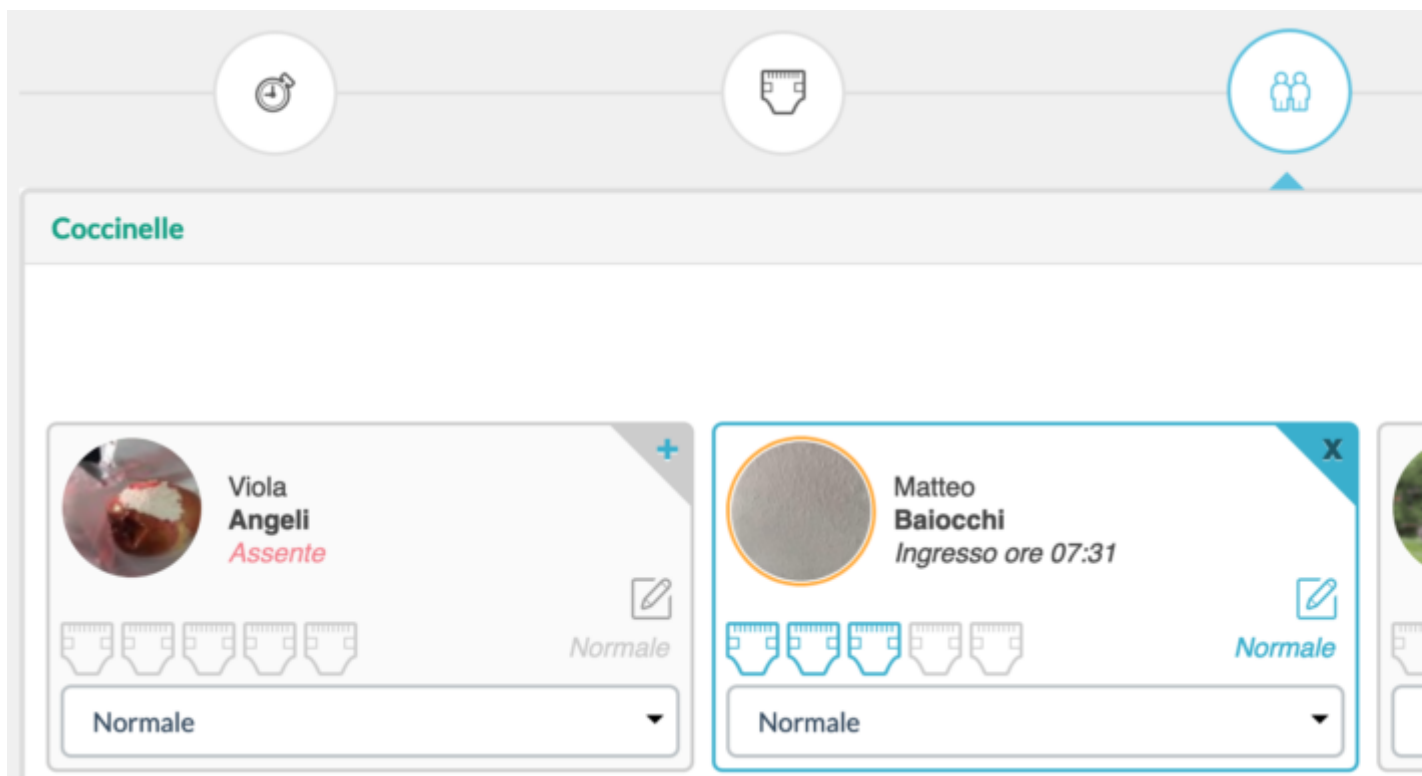 Coccinelle
Viola
Angeli
Assente
Normale
Normale
+
Matteo
Baiocchi
Ingresso ore 07:31
Normale
Normale
x